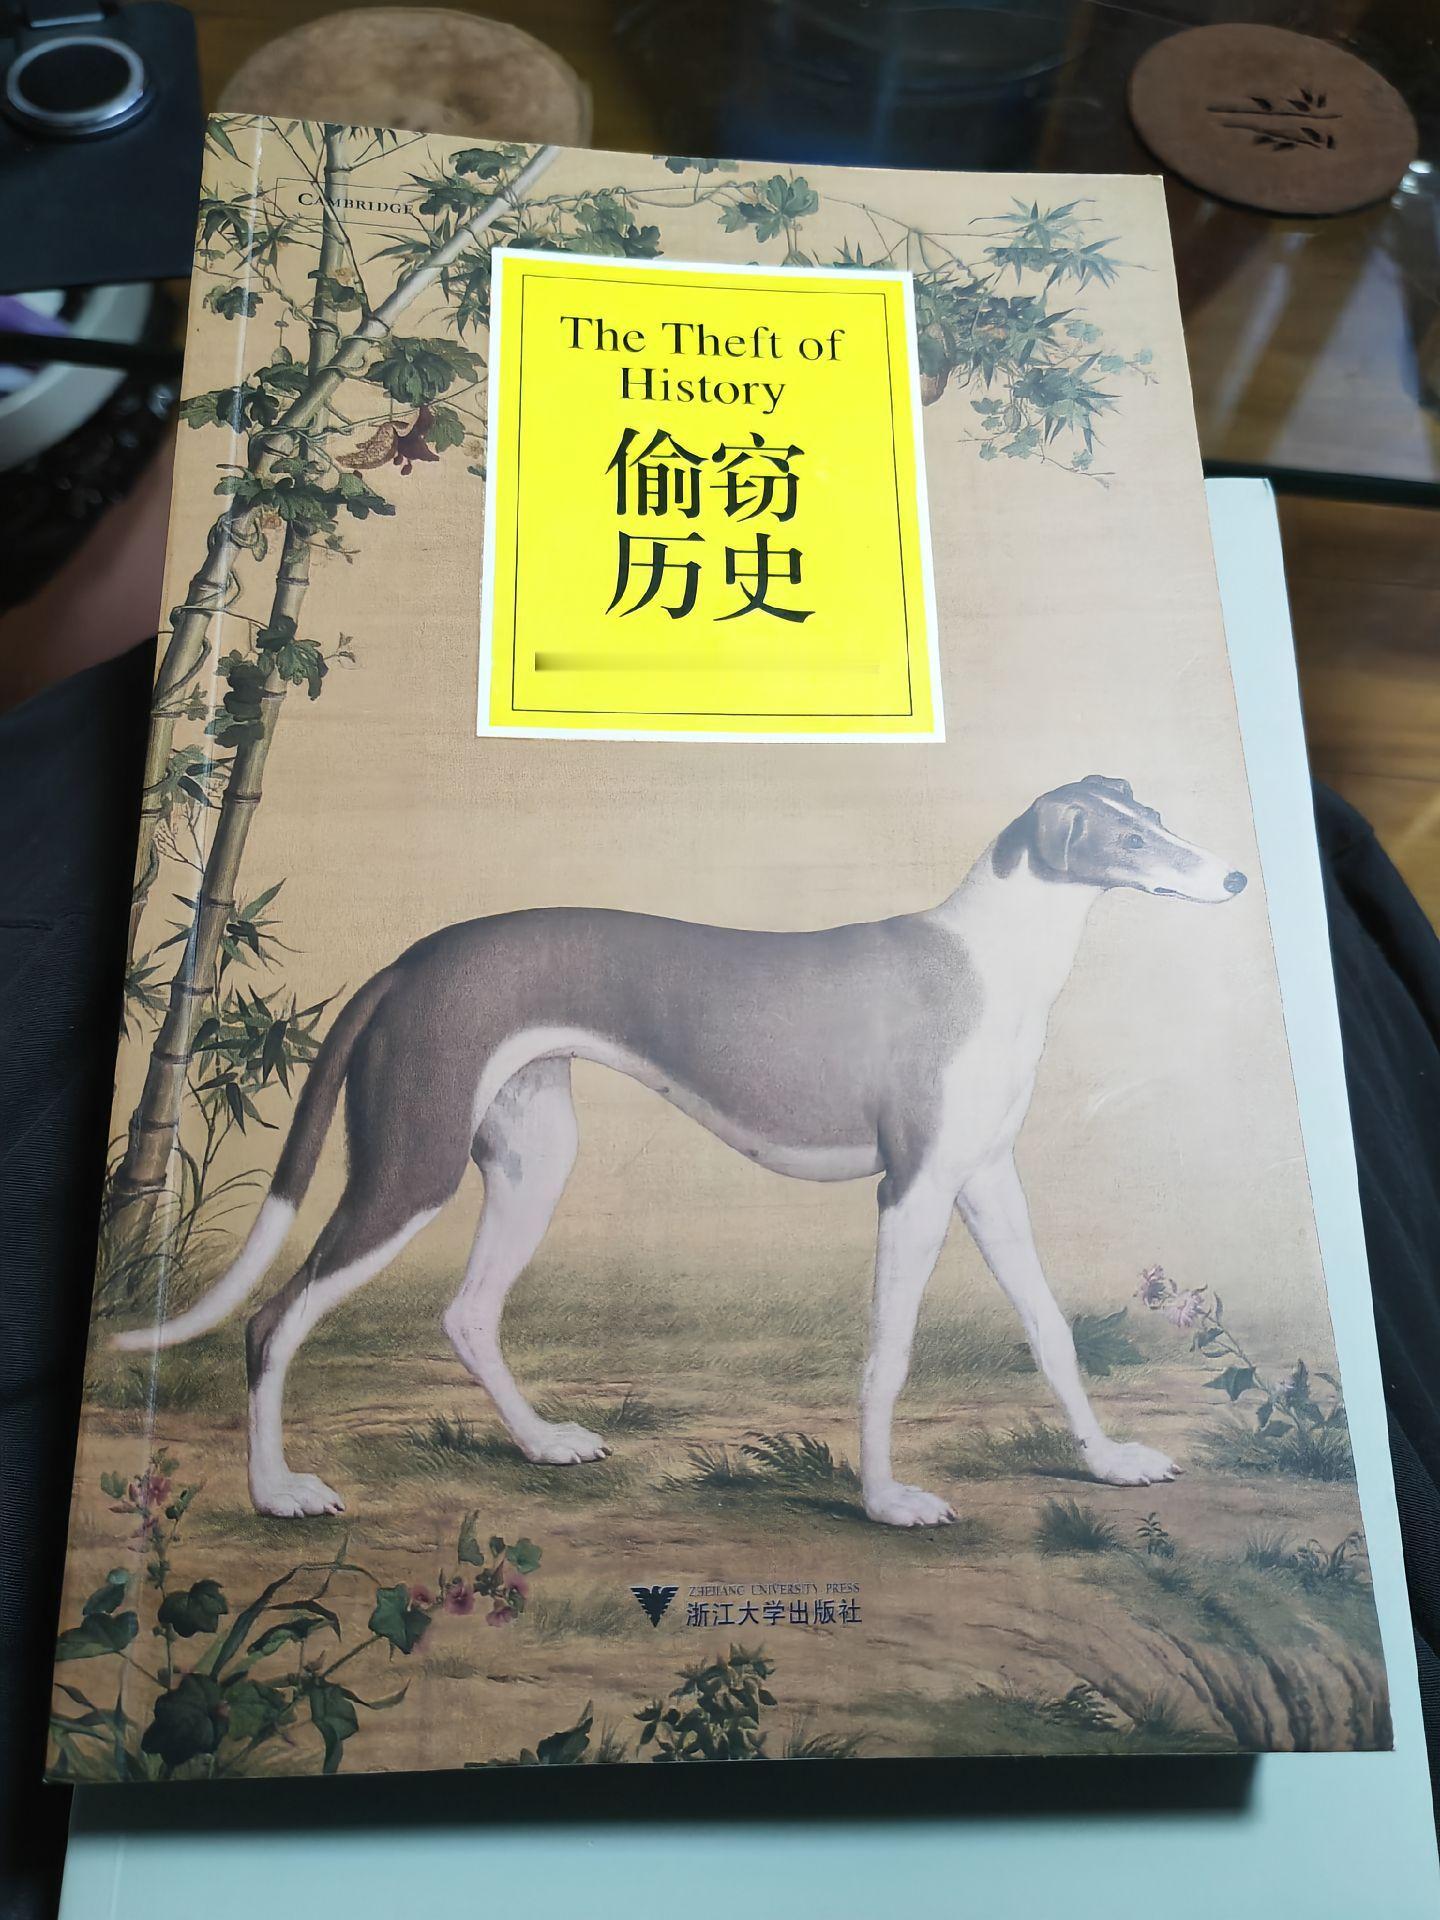 CAMBRIDGE
The Theft of
History
偷窃
历史
ZHEJIANG UNIVERSITY PRESS
浙江大学出版社